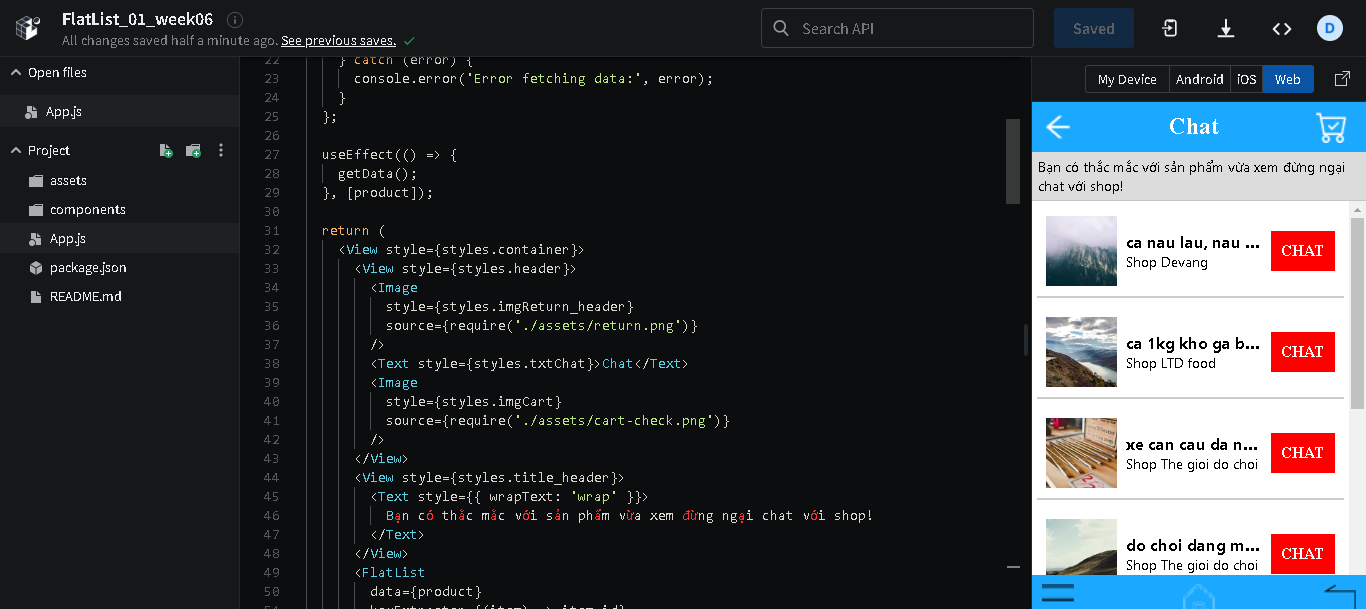 FlatList_01_week06
All changes saved half a minute ago. See previous saves.
Search API
Saved
D
Open files
App.js
Project
assets
components
App.js
package.json
README.md
22 } catch (error) {
23 console.error('Error fetching data:', error);
24 }
25 };
26
27 useEffect(() => {
28 getData();
29 }, [product]);
30
31 return (
32 <View style={styles.container}>
33 <View style={styles.header}>
34 <Image
35 style={styles.imgReturn_header}
36 source={require('./assets/return.png')}
37 />
38 <Text style={styles.txtChat}>Chat</Text>
39 <Image
40 style={styles.imgCart}
41 source={require('./assets/cart-check.png')}
42 />
43 </View>
44 <View style={styles.title_header}>
45 <Text style={{ wrapText: 'wrap' }}>
46 Bạn có thắc mắc với sản phẩm vừa xem đừng ngại chat với shop!
47 </Text>
48 </View>
49 <FlatList
50 data={product}
51 keyExtractor={(item) => item.id}
My Device
Android
iOS
Web
Chat
Bạn có thắc mắc với sản phẩm vừa xem đừng ngại
chat với shop!
ca nau lau, nau ...
Shop Devang
CHAT
ca 1kg kho ga b...
Shop LTD food
CHAT
xe can cau da n...
Shop The gioi do choi
CHAT
do choi dang m...
Shop The gioi do choi
CHAT